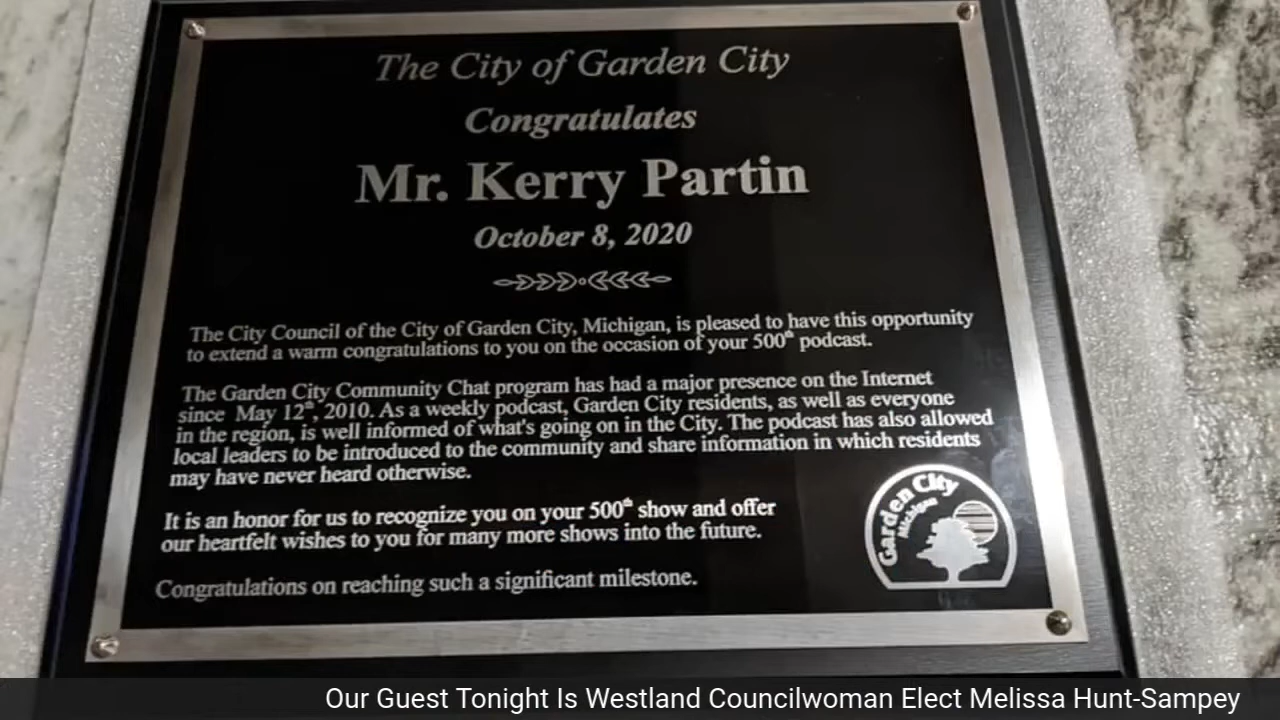 The City of Garden City
Congratulates
Mr. Kerry Partin
October 8, 2020
The City Council of the City of Garden City, Michigan, is pleased to have this opportunity
to extend a warm congratulations to you on the occasion of your 500th podcast.
The Garden City Community Chat program has had a major presence on the Internet
since May 12th, 2010. As a weekly podcast, Garden City residents, as well as everyone
in the region, is well informed of what's going on in the City. The podcast has also allowed
local leaders to be introduced to the community and share information in which residents
may have never heard otherwise.
It is an honor for us to recognize you on your 500th show and offer
our heartfelt wishes to you for many more shows into the future.
Congratulations on reaching such a significant milestone.
Garden City
Michigan
Our Guest Tonight Is Westland Councilwoman Elect Melissa Hunt-Sampey